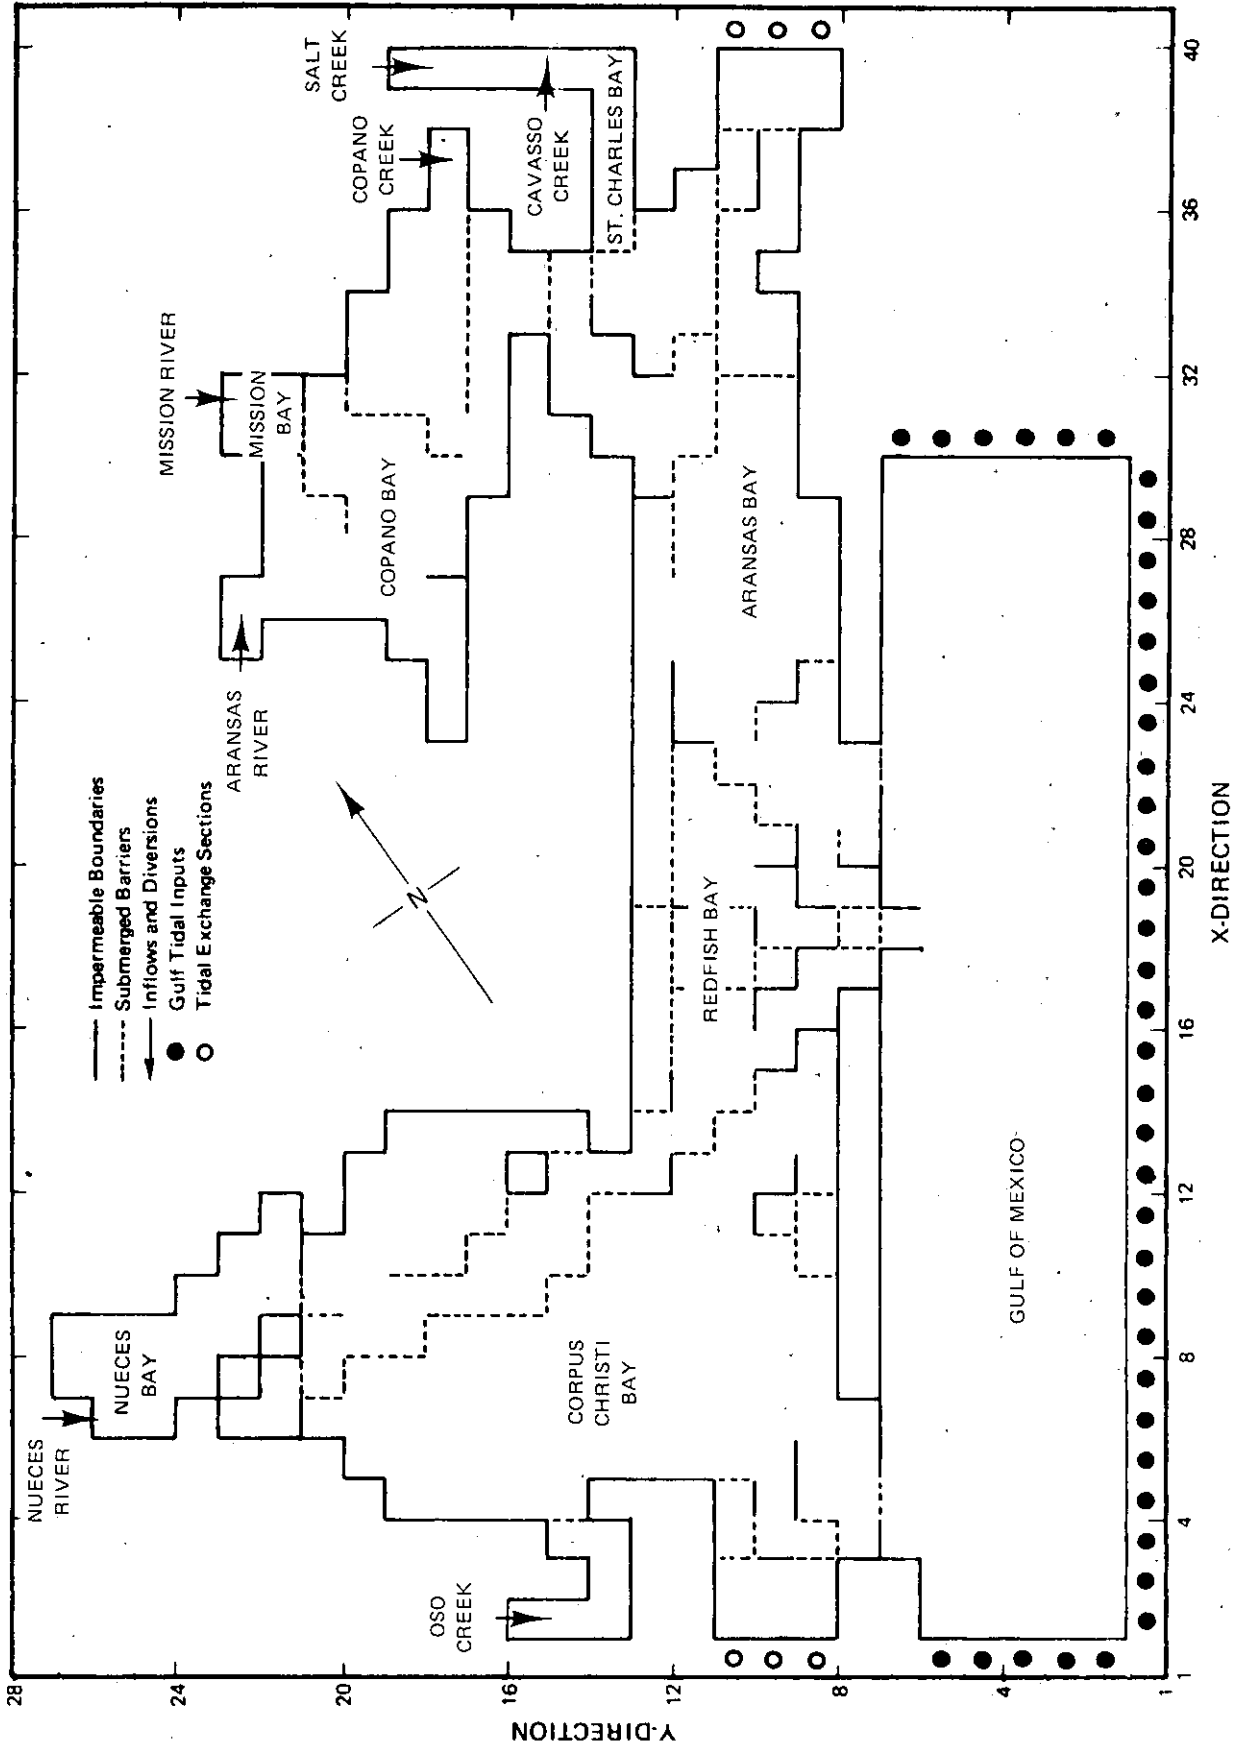 NUECES
RIVER
NUECES
BAY
OSO
CREEK
CORPUS
CHRISTI
BAY
Impermeable Boundaries
Submerged Barriers
Inflows and Diversions
Gulf Tidal Inputs
Tidal Exchange Sections
N
ARANSAS
RIVER
MISSION RIVER
MISSION
BAY
COPANO BAY
COPANO
CREEK
SALT
CREEK
CAVASSO
CREEK
ST. CHARLES BAY
REDFISH BAY
ARANSAS BAY
GULF OF MEXICO
Y-DIRECTION
28
24
20
16
12
8
1
1
4
8
12
16
20
24
28
32
36
40
X-DIRECTION